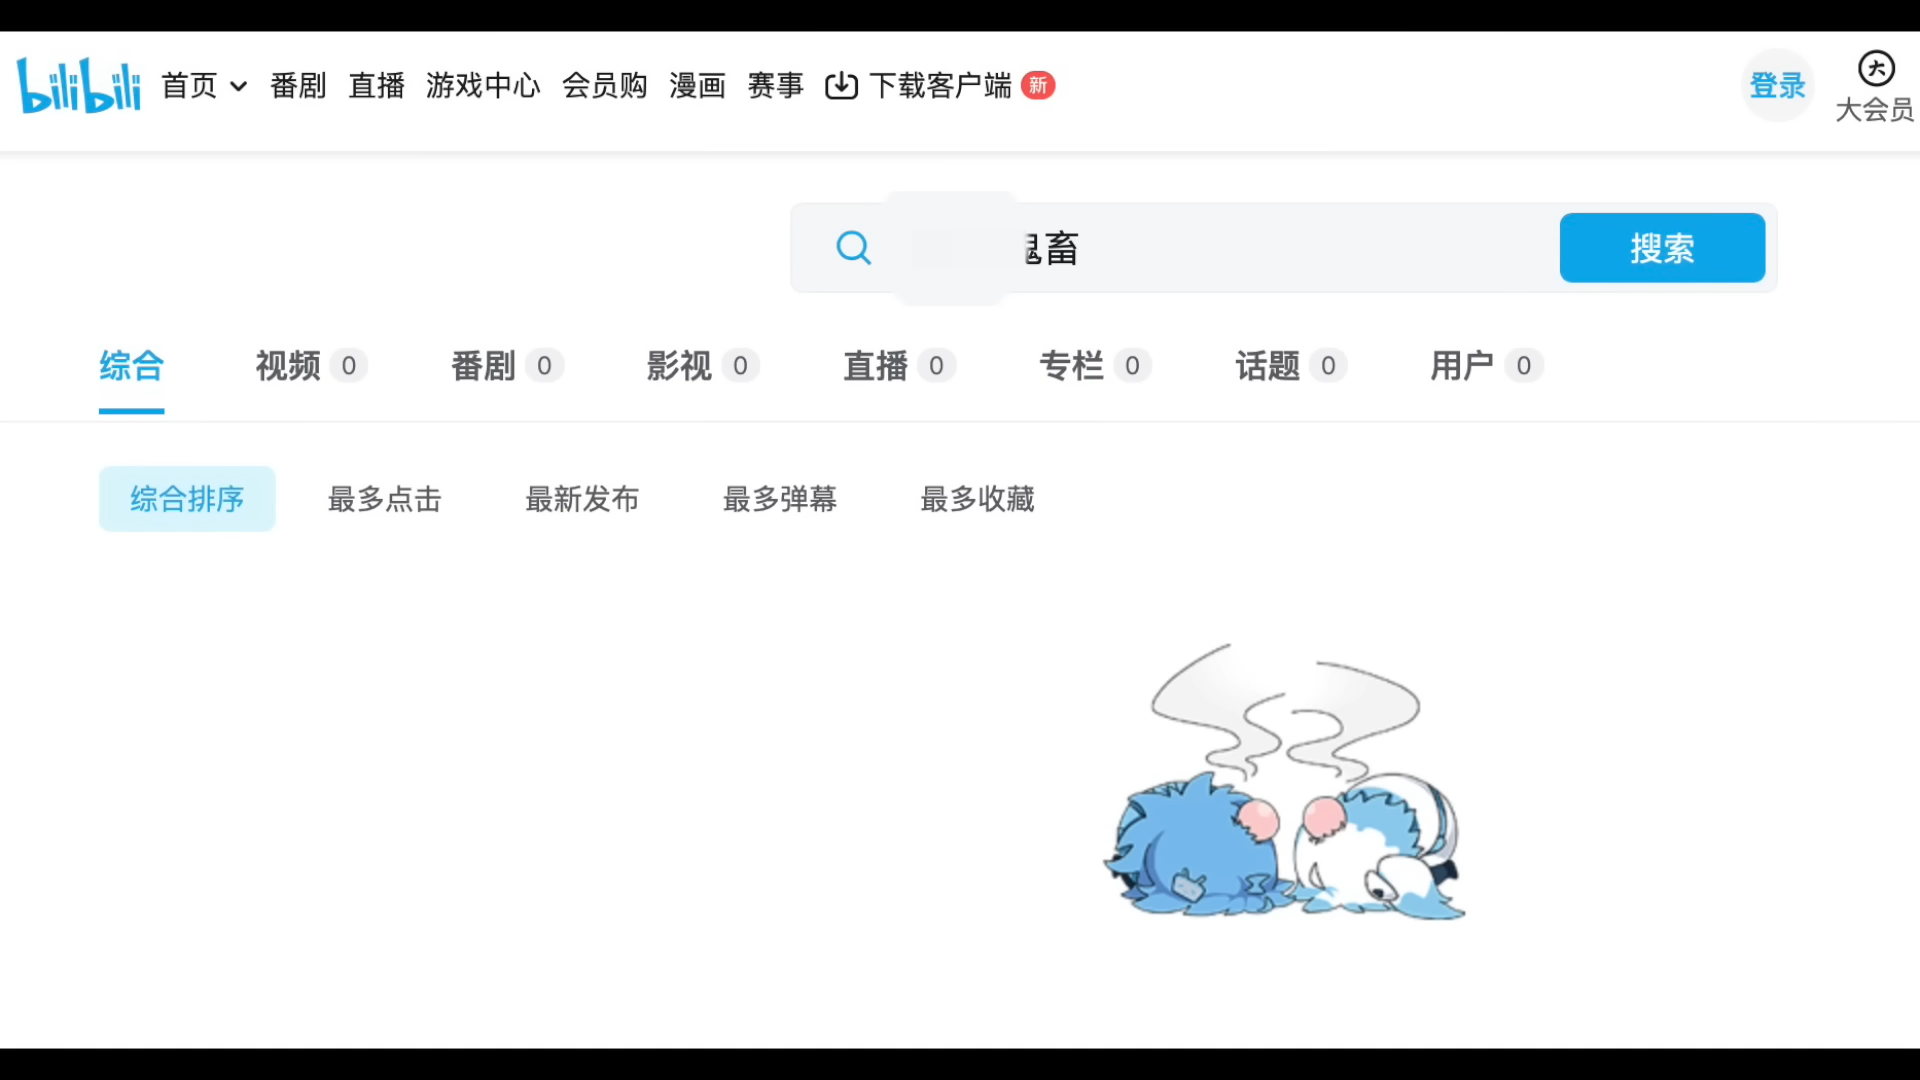 bilibili 首页 番剧 直播 游戏中心 会员购 漫画 赛事 下载客户端 新 登录 大 大会员
鬼畜 搜索
综合 视频 0 番剧 0 影视 0 直播 0 专栏 0 话题 0 用户 0
综合排序 最多点击 最新发布 最多弹幕 最多收藏